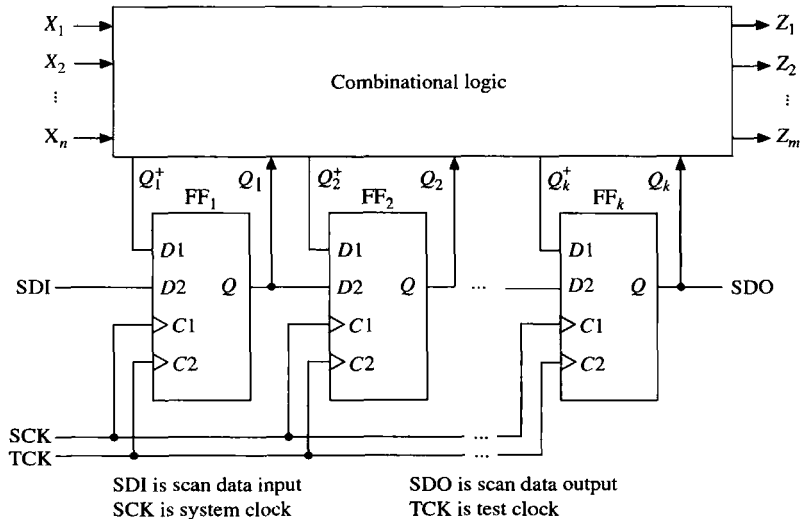 X₁
Z₁
X₂
Z₂
Combinational logic
⋮
⋮
Xₙ
Zₘ
Q₁⁺
Q₁
Q₂⁺
Q₂
Qₖ⁺
Qₖ
FF₁
FF₂
FFₖ
D1
D1
D1
SDI
D2
Q
D2
Q
...
D2
Q
SDO
C1
C1
C1
C2
C2
C2
SCK
...
TCK
...
SDI is scan data input
SDO is scan data output
SCK is system clock
TCK is test clock